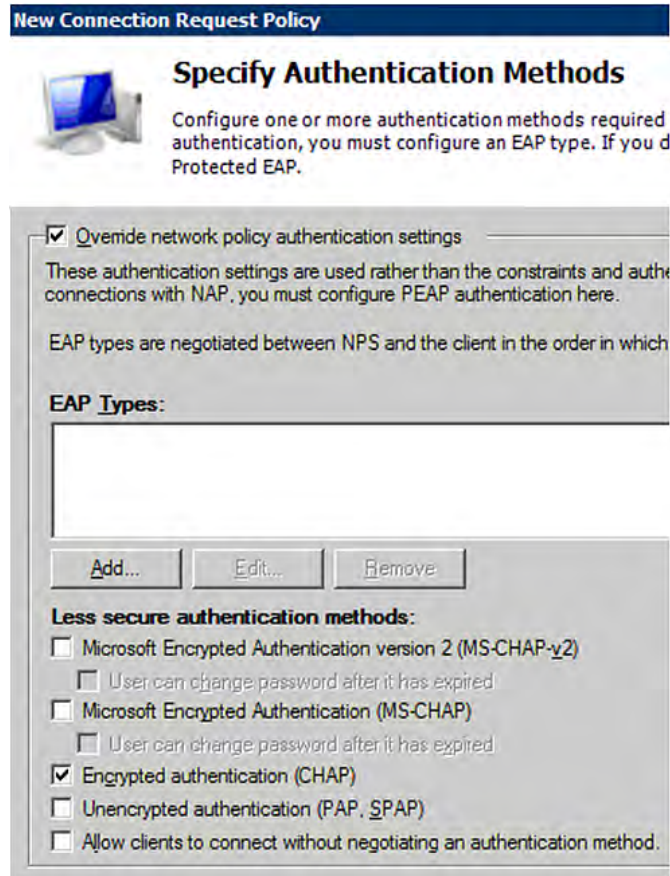 New Connection Request Policy
Specify Authentication Methods
Configure one or more authentication methods required
authentication, you must configure an EAP type. If you d
Protected EAP.
Override network policy authentication settings
These authentication settings are used rather than the constraints and authe
connections with NAP, you must configure PEAP authentication here.
EAP types are negotiated between NPS and the client in the order in which
EAP Types:
Add... Edit... Remove
Less secure authentication methods:
Microsoft Encrypted Authentication version 2 (MS-CHAP-v2)
User can change password after it has expired
Microsoft Encrypted Authentication (MS-CHAP)
User can change password after it has expired
Encrypted authentication (CHAP)
Unencrypted authentication (PAP, SPAP)
Allow clients to connect without negotiating an authentication method.